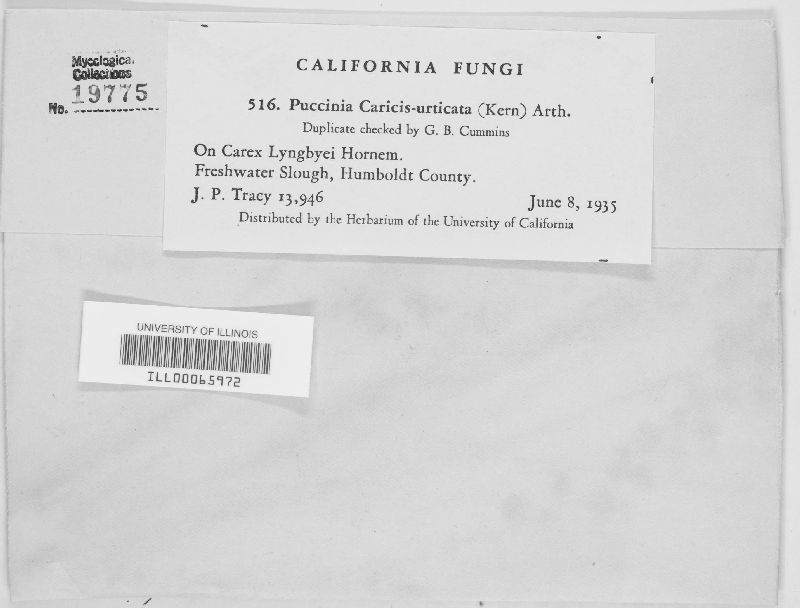 Mycological
Collections
No. 19775
CALIFORNIA FUNGI
516. Puccinia Caricis-urticata (Kern) Arth.
Duplicate checked by G. B. Cummins
On Carex Lyngbyei Hornem.
Freshwater Slough, Humboldt County.
J. P. Tracy 13,946 June 8, 1935
Distributed by the Herbarium of the University of California
UNIVERSITY OF ILLINOIS
ILL00065972